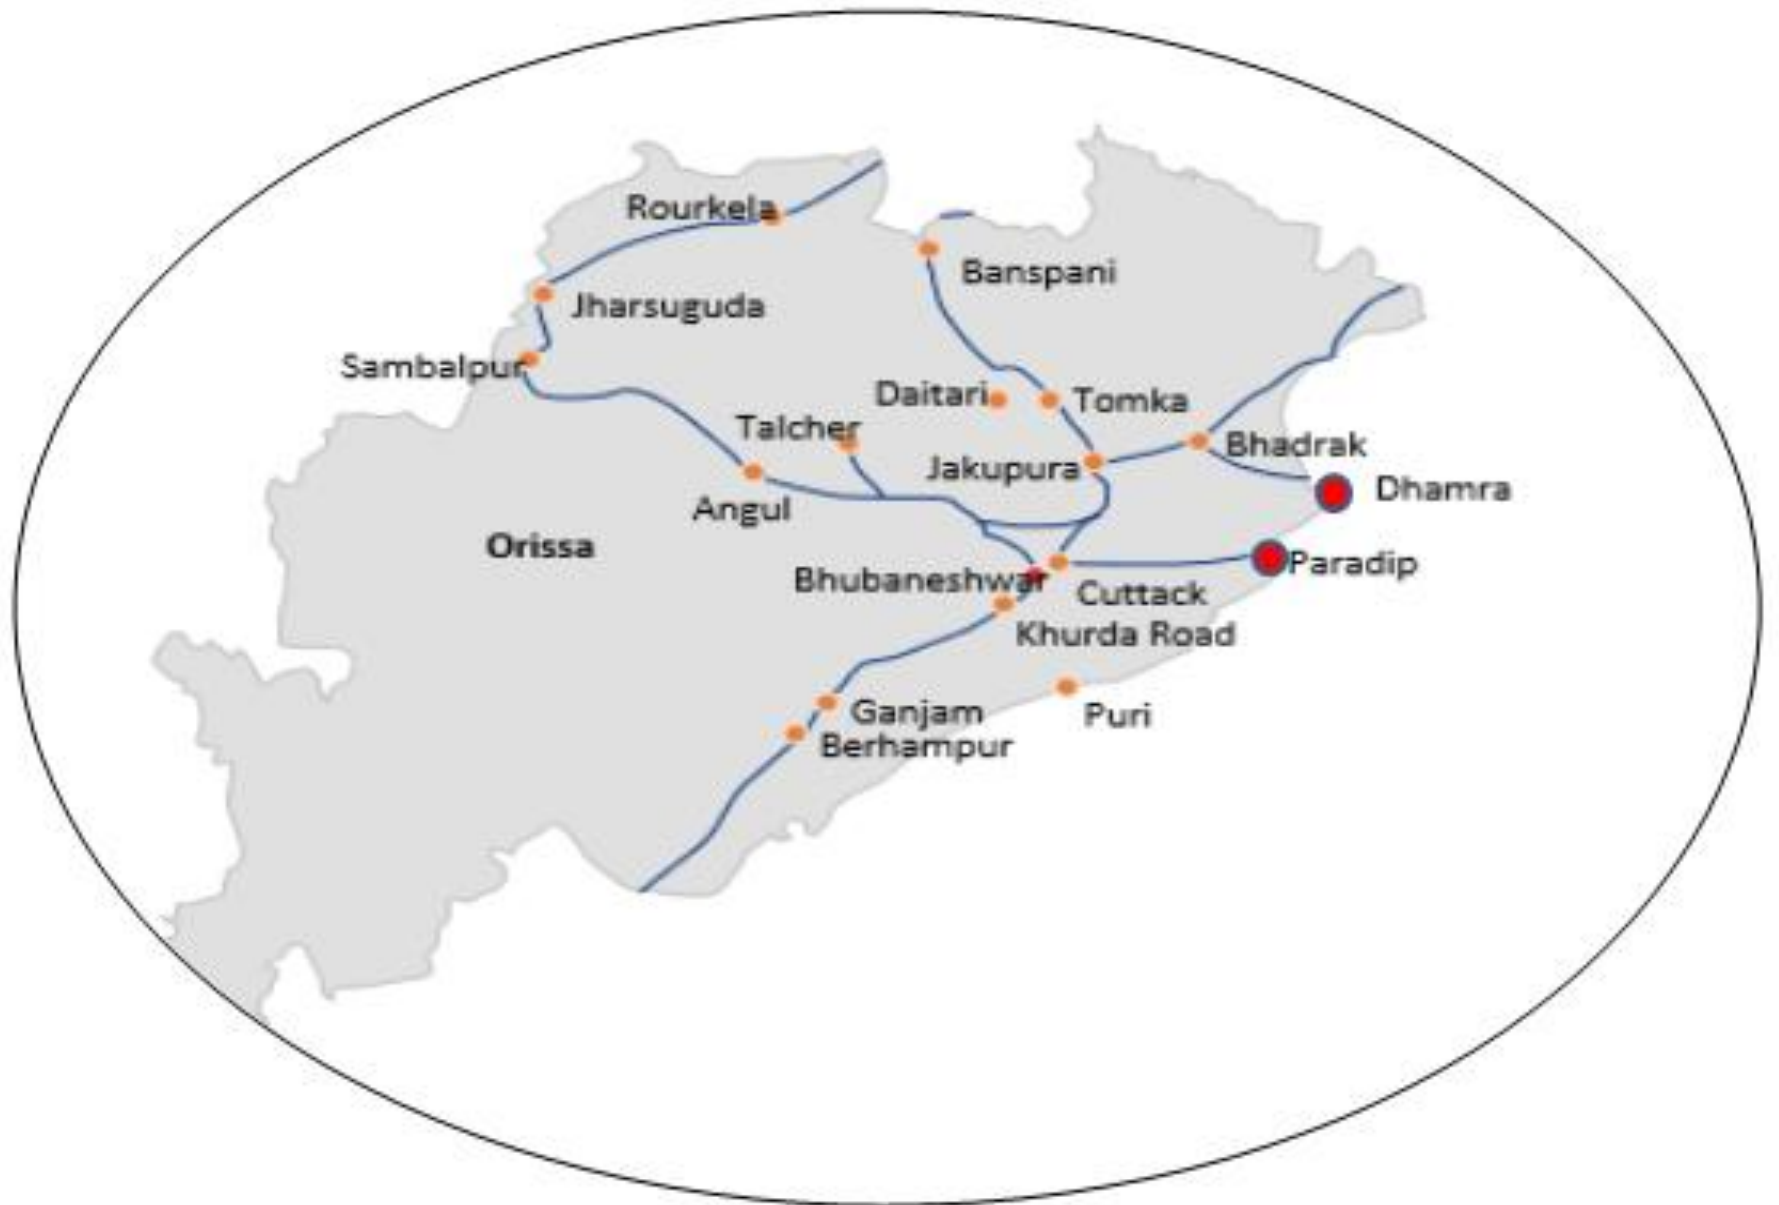 Rourkela
Banspani
Jharsuguda
Sambalpur
Daitari
Tomka
Talcher
Bhadrak
Jakupura
Dhamra
Angul
Orissa
Paradip
Bhubaneshwar
Cuttack
Khurda Road
Ganjam
Puri
Berhampur